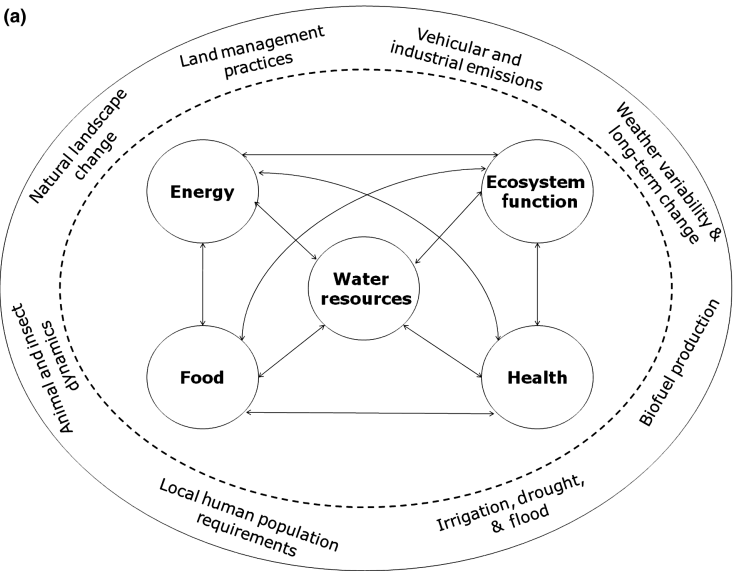 (a)
Land management
practices
Vehicular and
industrial emissions
Natural landscape
change
Weather variability &
long-term change
Energy
Ecosystem
function
Water
resources
Food
Health
Animal and insect
dynamics
Biofuel production
Local human population
requirements
Irrigation, drought,
& flood